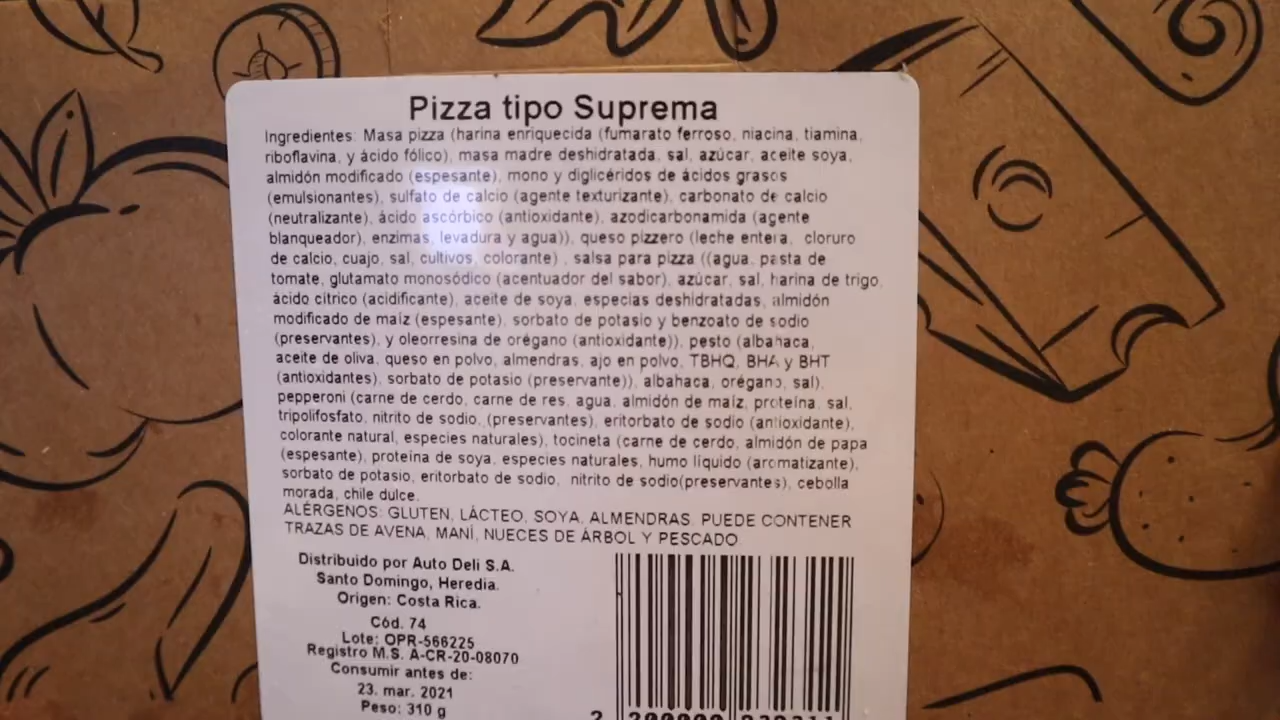 Pizza tipo Suprema
Ingredientes: Masa pizza (harina enriquecida (fumarato ferroso, niacina, tiamina,
riboflavina, y ácido fólico), masa madre deshidratada, sal, azúcar, aceite soya,
almidón modificado (espesante), mono y diglicéridos de ácidos grasos
(emulsionantes), sulfato de calcio (agente texturizante), carbonato de calcio
(neutralizante), ácido ascórbico (antioxidante), azodicarbonamida (agente
blanqueador), enzimas, levadura y agua)), queso pizzero (leche entera, cloruro
de calcio, cuajo, sal, cultivos, colorante) , salsa para pizza ((agua, pasta de
tomate, glutamato monosódico (acentuador del sabor), azúcar, sal, harina de trigo,
ácido cítrico (acidificante), aceite de soya, especias deshidratadas, almidón
modificado de maíz (espesante), sorbato de potasio y benzoato de sodio
(preservantes), y oleorresina de orégano (antioxidante)), pesto (albahaca,
aceite de oliva, queso en polvo, almendras, ajo en polvo, TBHQ, BHA y BHT
(antioxidantes), sorbato de potasio (preservante)), albahaca, orégano, sal),
pepperoni (carne de cerdo, carne de res, agua, almidón de maíz, proteína, sal,
tripolifosfato, nitrito de sodio, (preservantes), eritorbato de sodio (antioxidante),
colorante natural, especies naturales), tocineta (carne de cerdo, almidón de papa
(espesante), proteína de soya, especies naturales, humo líquido (aromatizante),
sorbato de potasio, eritorbato de sodio, nitrito de sodio(preservantes), cebolla
morada, chile dulce.
ALÉRGENOS: GLUTEN, LÁCTEO, SOYA, ALMENDRAS. PUEDE CONTENER
TRAZAS DE AVENA, MANÍ, NUECES DE ÁRBOL Y PESCADO
Distribuido por Auto Deli S.A.
Santo Domingo, Heredia.
Origen: Costa Rica.
Cód. 74
Lote: OPR-566225
Registro M.S. A-CR-20-08070
Consumir antes de:
23. mar. 2021
Peso: 310 g